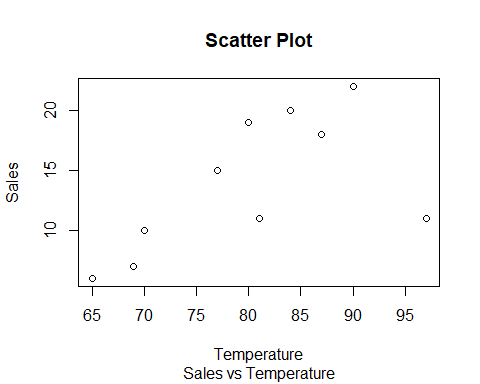 Scatter Plot
20
15
10
Sales
65 70 75 80 85 90 95
Temperature
Sales vs Temperature